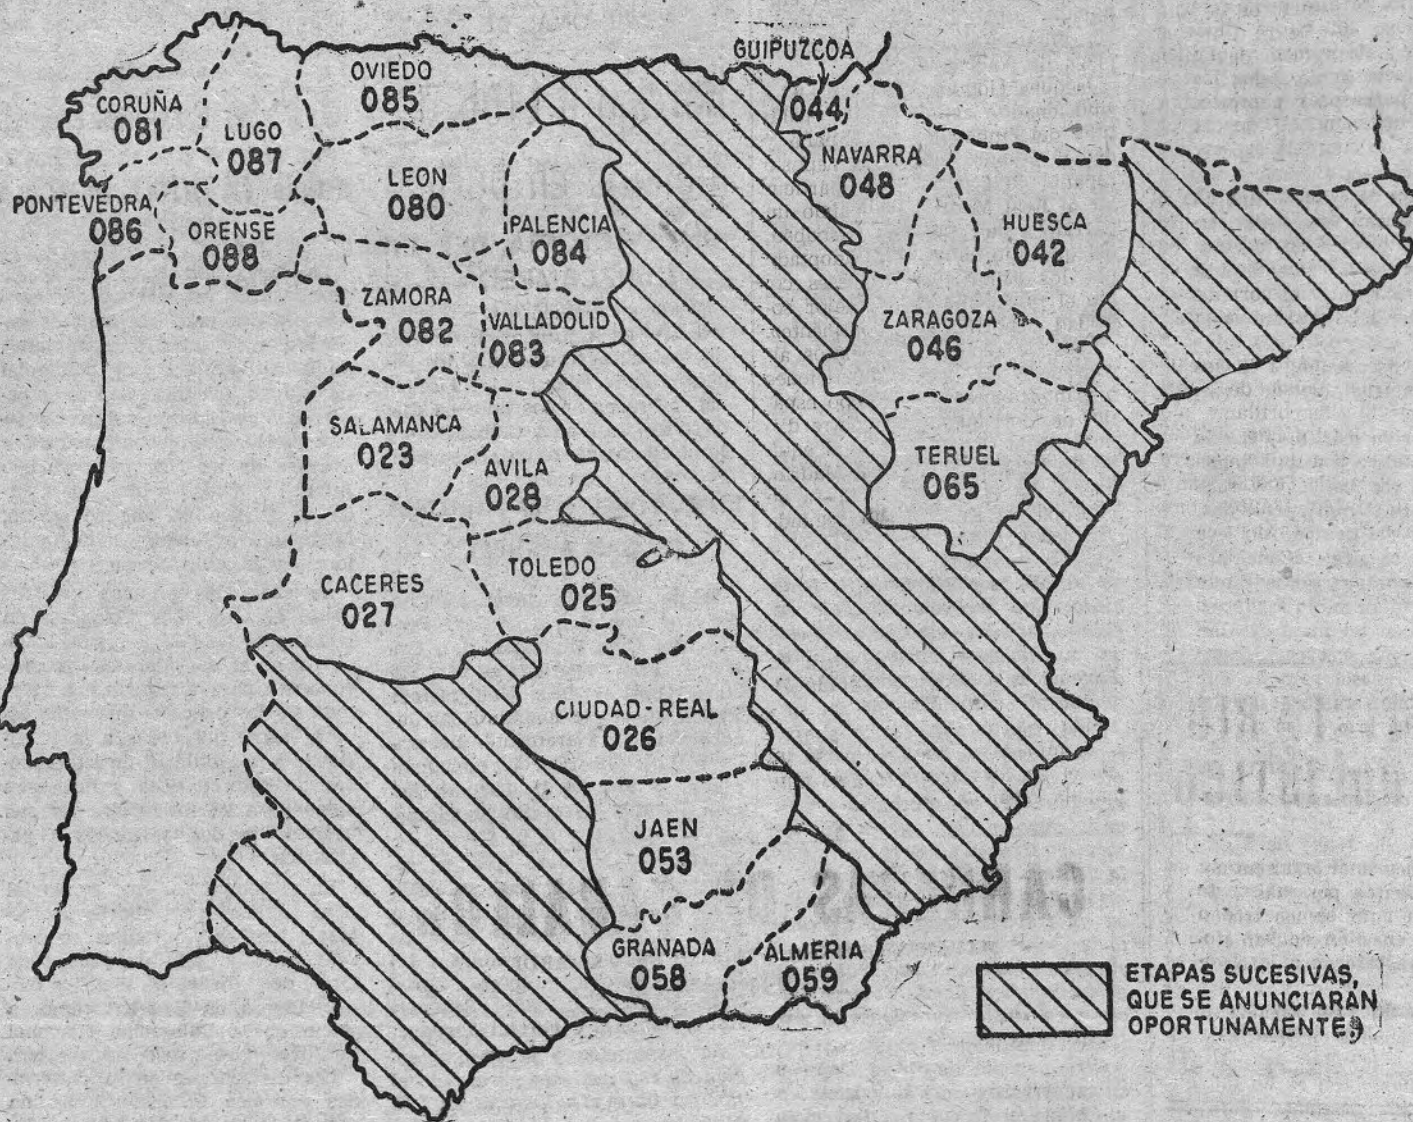 GUIPUZCOA
044
OVIEDO
085
CORUÑA
081
LUGO
087
NAVARRA
048
LEON
080
PONTEVEDRA
086
ORENSE
088
PALENCIA
084
HUESCA
042
ZAMORA
082
VALLADOLID
083
ZARAGOZA
046
SALAMANCA
023
AVILA
028
TERUEL
065
CACERES
027
TOLEDO
025
CIUDAD-REAL
026
JAEN
053
GRANADA
058
ALMERIA
059
ETAPAS SUCESIVAS,
QUE SE ANUNCIARAN
OPORTUNAMENTE,